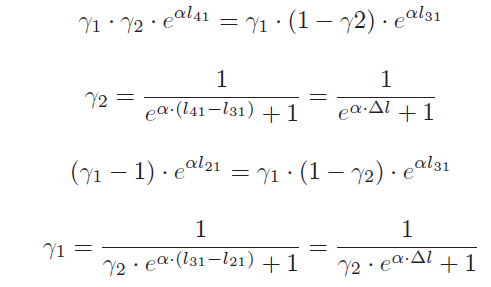 γ₁ · γ₂ · e^{αl₄₁} = γ₁ · (1 − γ2) · e^{αl₃₁}
γ₂ = 1 / (e^{α·(l₄₁−l₃₁)} + 1) = 1 / (e^{α·Δl} + 1)
(γ₁ − 1) · e^{αl₂₁} = γ₁ · (1 − γ₂) · e^{αl₃₁}
γ₁ = 1 / (γ₂ · e^{α·(l₃₁−l₂₁)} + 1) = 1 / (γ₂ · e^{α·Δl} + 1)